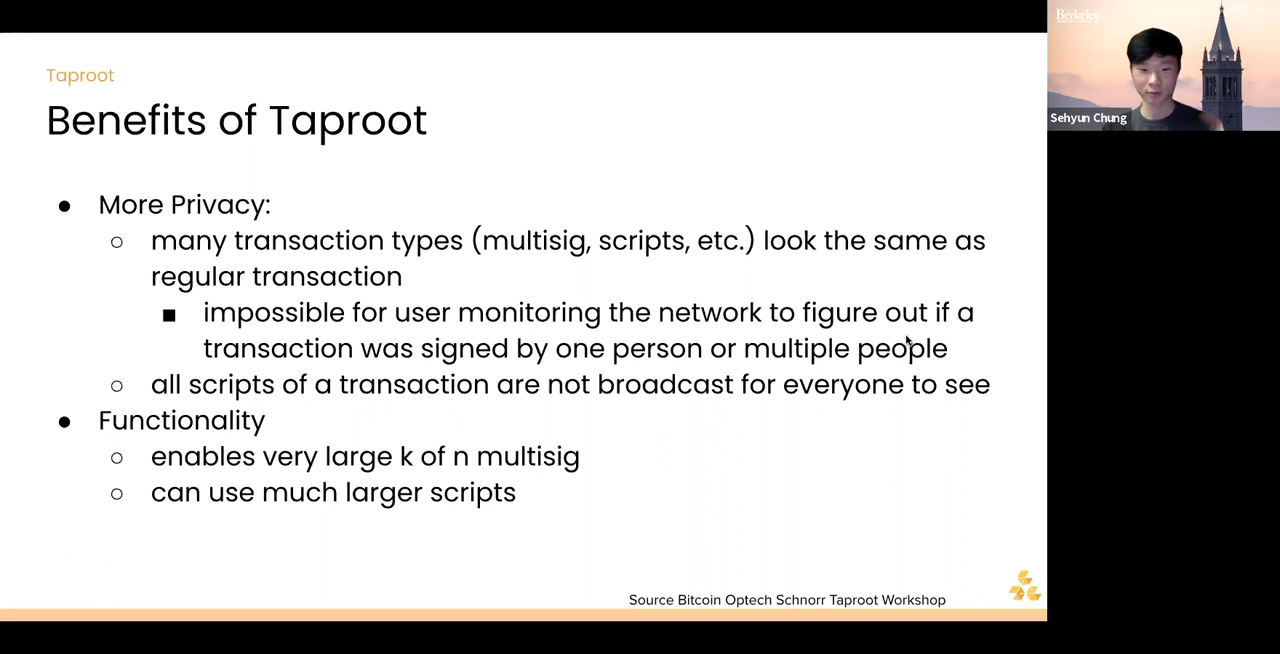 Taproot
Benefits of Taproot
● More Privacy:
○ many transaction types (multisig, scripts, etc.) look the same as
regular transaction
■ impossible for user monitoring the network to figure out if a
transaction was signed by one person or multiple people
○ all scripts of a transaction are not broadcast for everyone to see
● Functionality
○ enables very large k of n multisig
○ can use much larger scripts
Source Bitcoin Optech Schnorr Taproot Workshop
Berkeley
Sehyun Chung